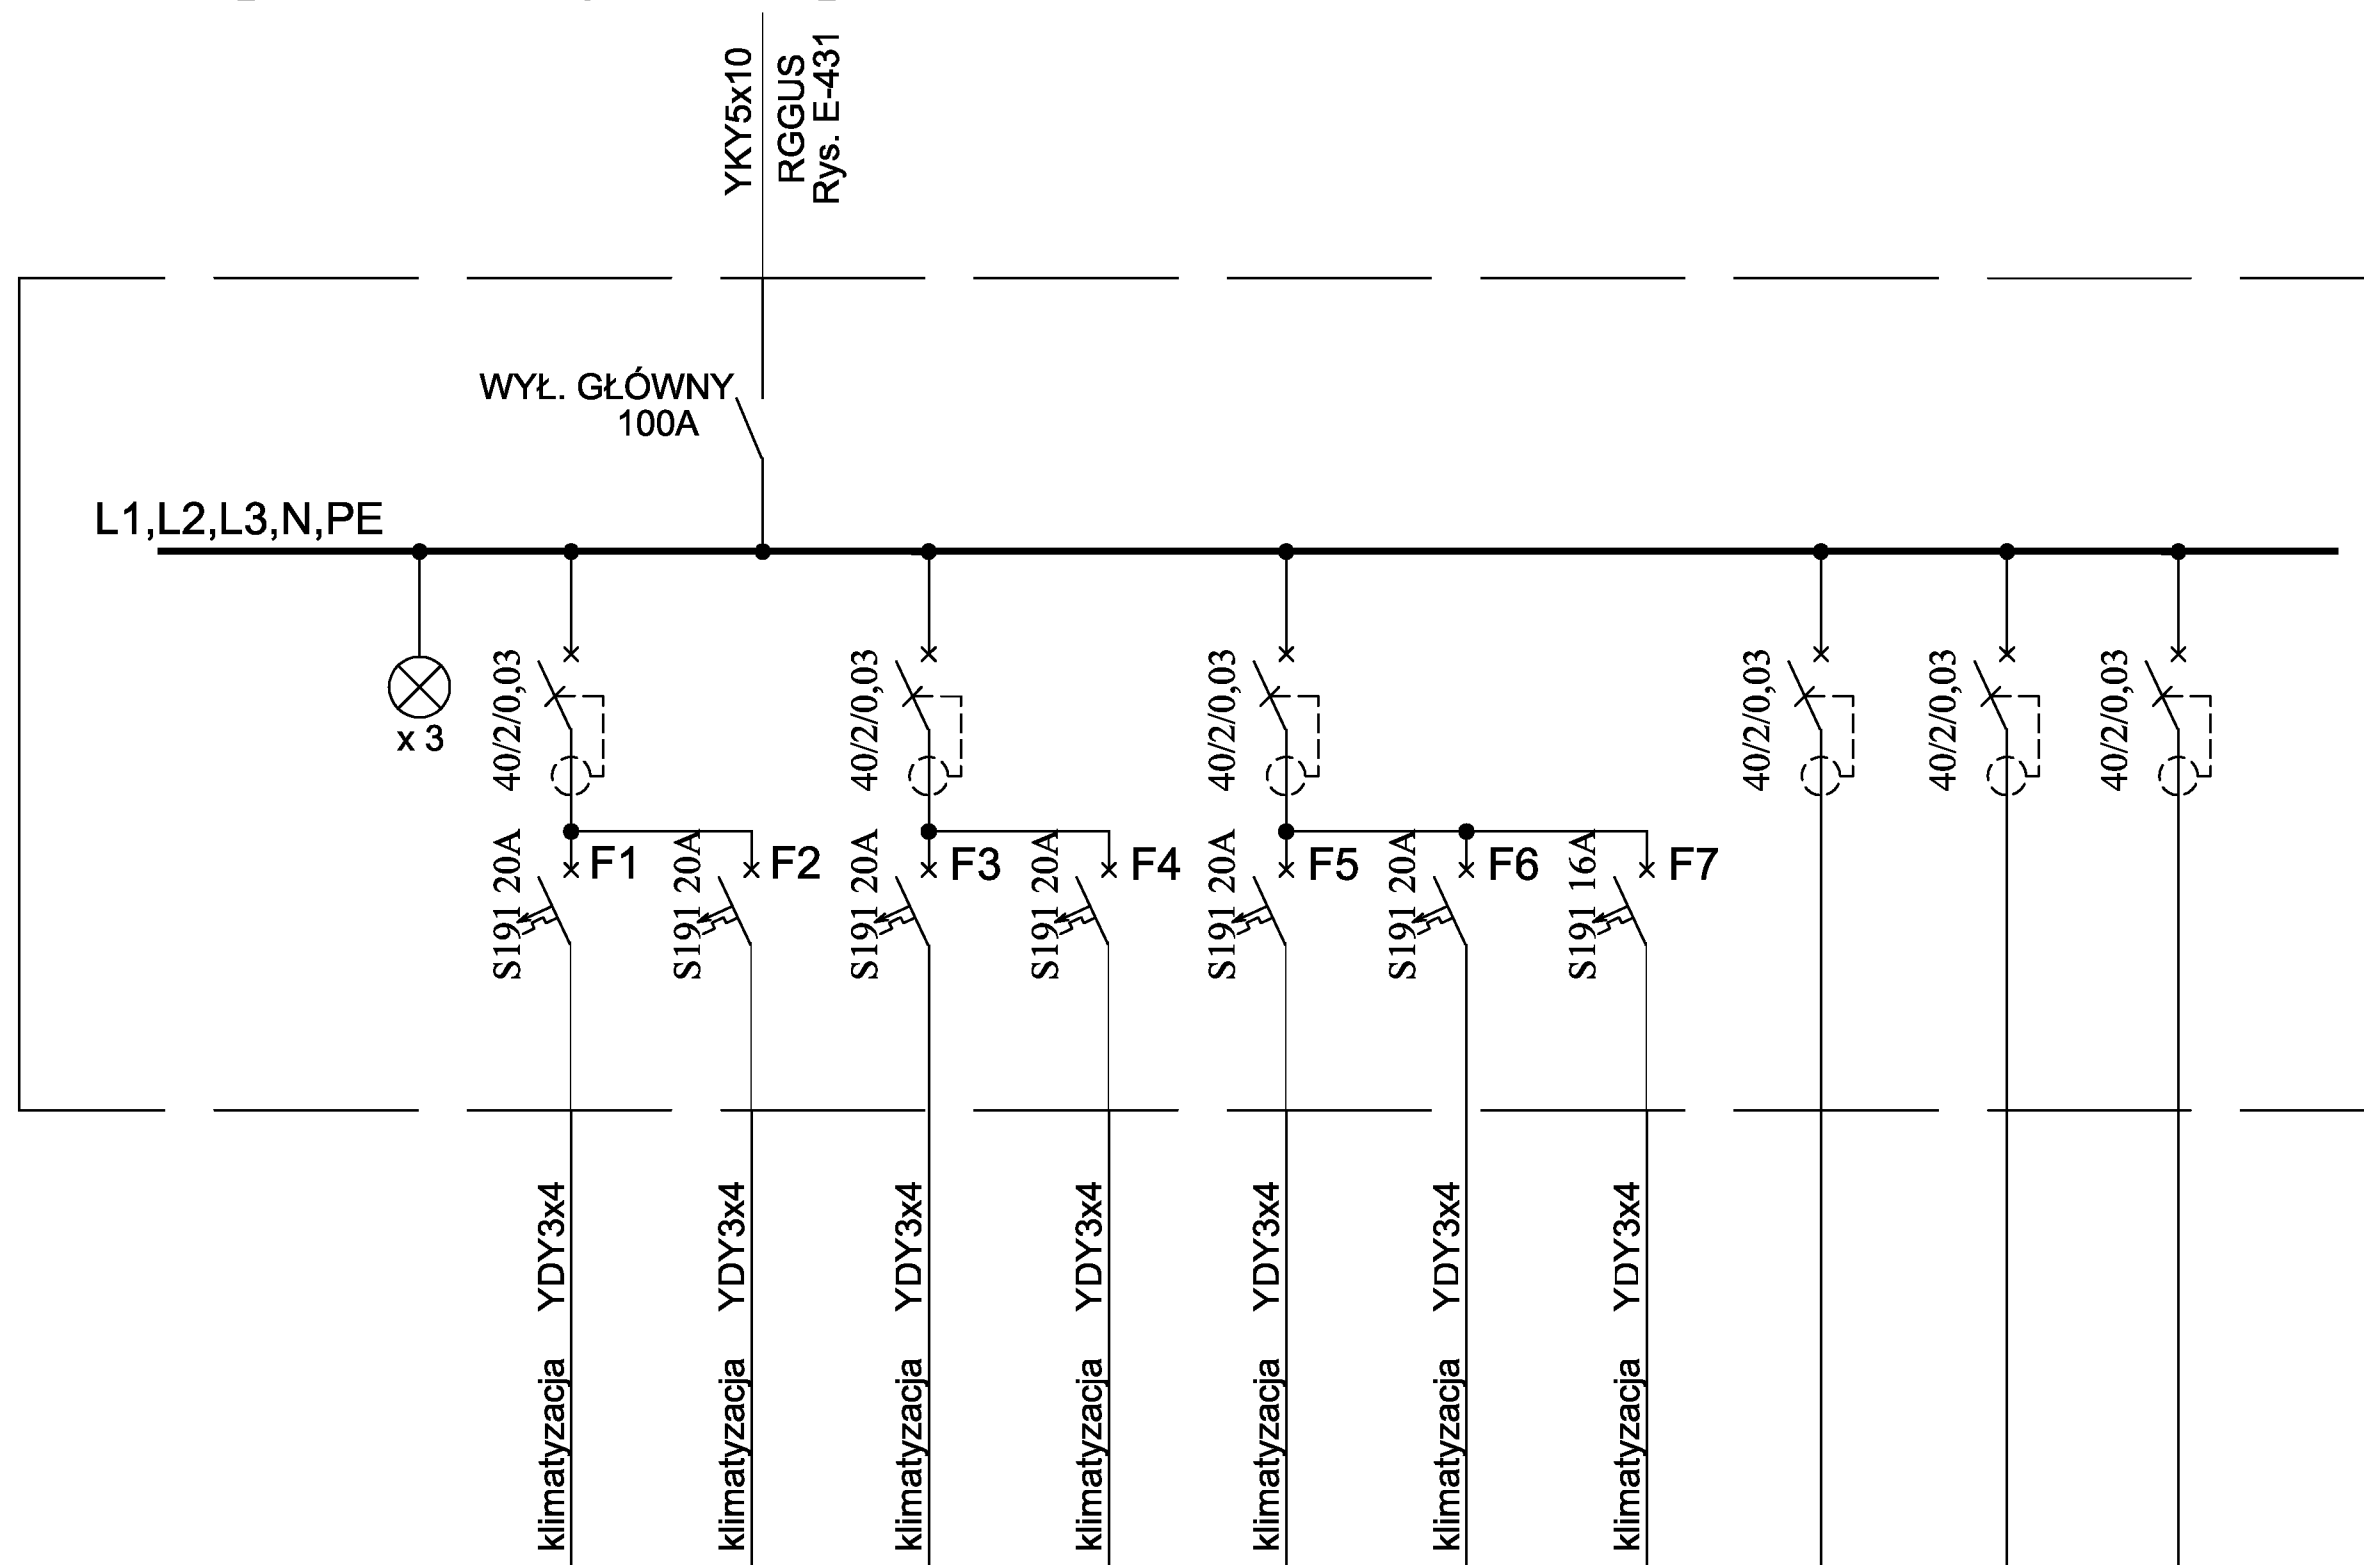 YKY5x10
RGGUS
Rys. E-431
WYŁ. GŁÓWNY
100A
L1,L2,L3,N,PE
x 3
40/2/0,03
40/2/0,03
40/2/0,03
40/2/0,03
40/2/0,03
40/2/0,03
S191 20A
F1
S191 20A
F2
S191 20A
F3
S191 20A
F4
S191 20A
F5
S191 20A
F6
S191 16A
F7
klimatyzacja YDY3x4
klimatyzacja YDY3x4
klimatyzacja YDY3x4
klimatyzacja YDY3x4
klimatyzacja YDY3x4
klimatyzacja YDY3x4
klimatyzacja YDY3x4